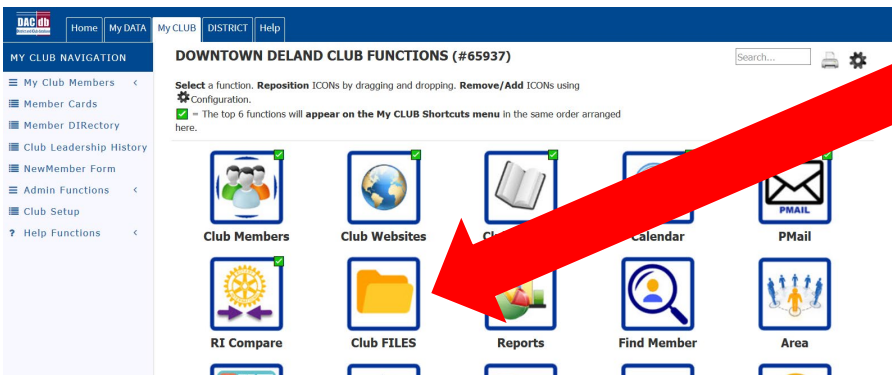 DACdb
Home My DATA My CLUB DISTRICT Help
MY CLUB NAVIGATION
My Club Members <
Member Cards
Member DIRectory
Club Leadership History
NewMember Form
Admin Functions <
Club Setup
? Help Functions <
DOWNTOWN DELAND CLUB FUNCTIONS (#65937)
Search...
Select a function. Reposition ICONs by dragging and dropping. Remove/Add ICONs using
Configuration.
= The top 6 functions will appear on the My CLUB Shortcuts menu in the same order arranged
here.
PMAIL
Club Members Club Websites Calendar PMail
RI Compare Club FILES Reports Find Member Area